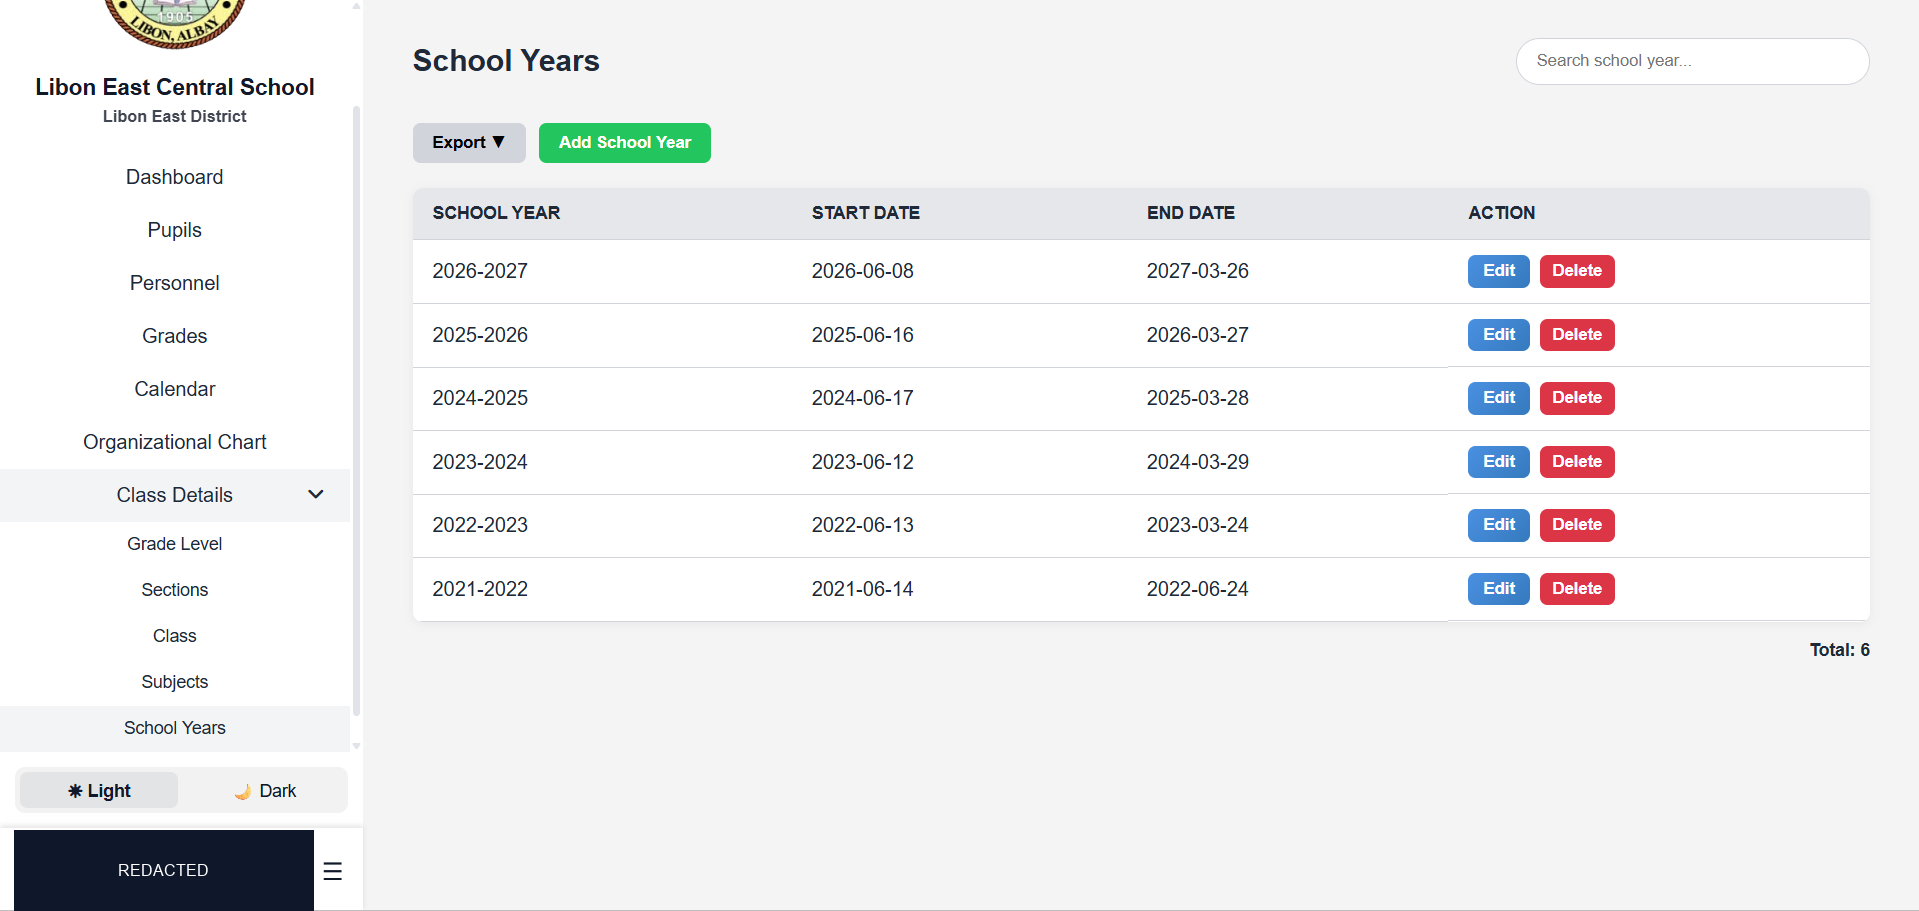 1905
LIBON, ALBAY
Libon East Central School
Libon East District
Dashboard
Pupils
Personnel
Grades
Calendar
Organizational Chart
Class Details
Grade Level
Sections
Class
Subjects
School Years
Light
Dark
REDACTED
School Years
Search school year...
Export ▼
Add School Year
SCHOOL YEAR START DATE END DATE ACTION
2026-2027 2026-06-08 2027-03-26 Edit Delete
2025-2026 2025-06-16 2026-03-27 Edit Delete
2024-2025 2024-06-17 2025-03-28 Edit Delete
2023-2024 2023-06-12 2024-03-29 Edit Delete
2022-2023 2022-06-13 2023-03-24 Edit Delete
2021-2022 2021-06-14 2022-06-24 Edit Delete
Total: 6